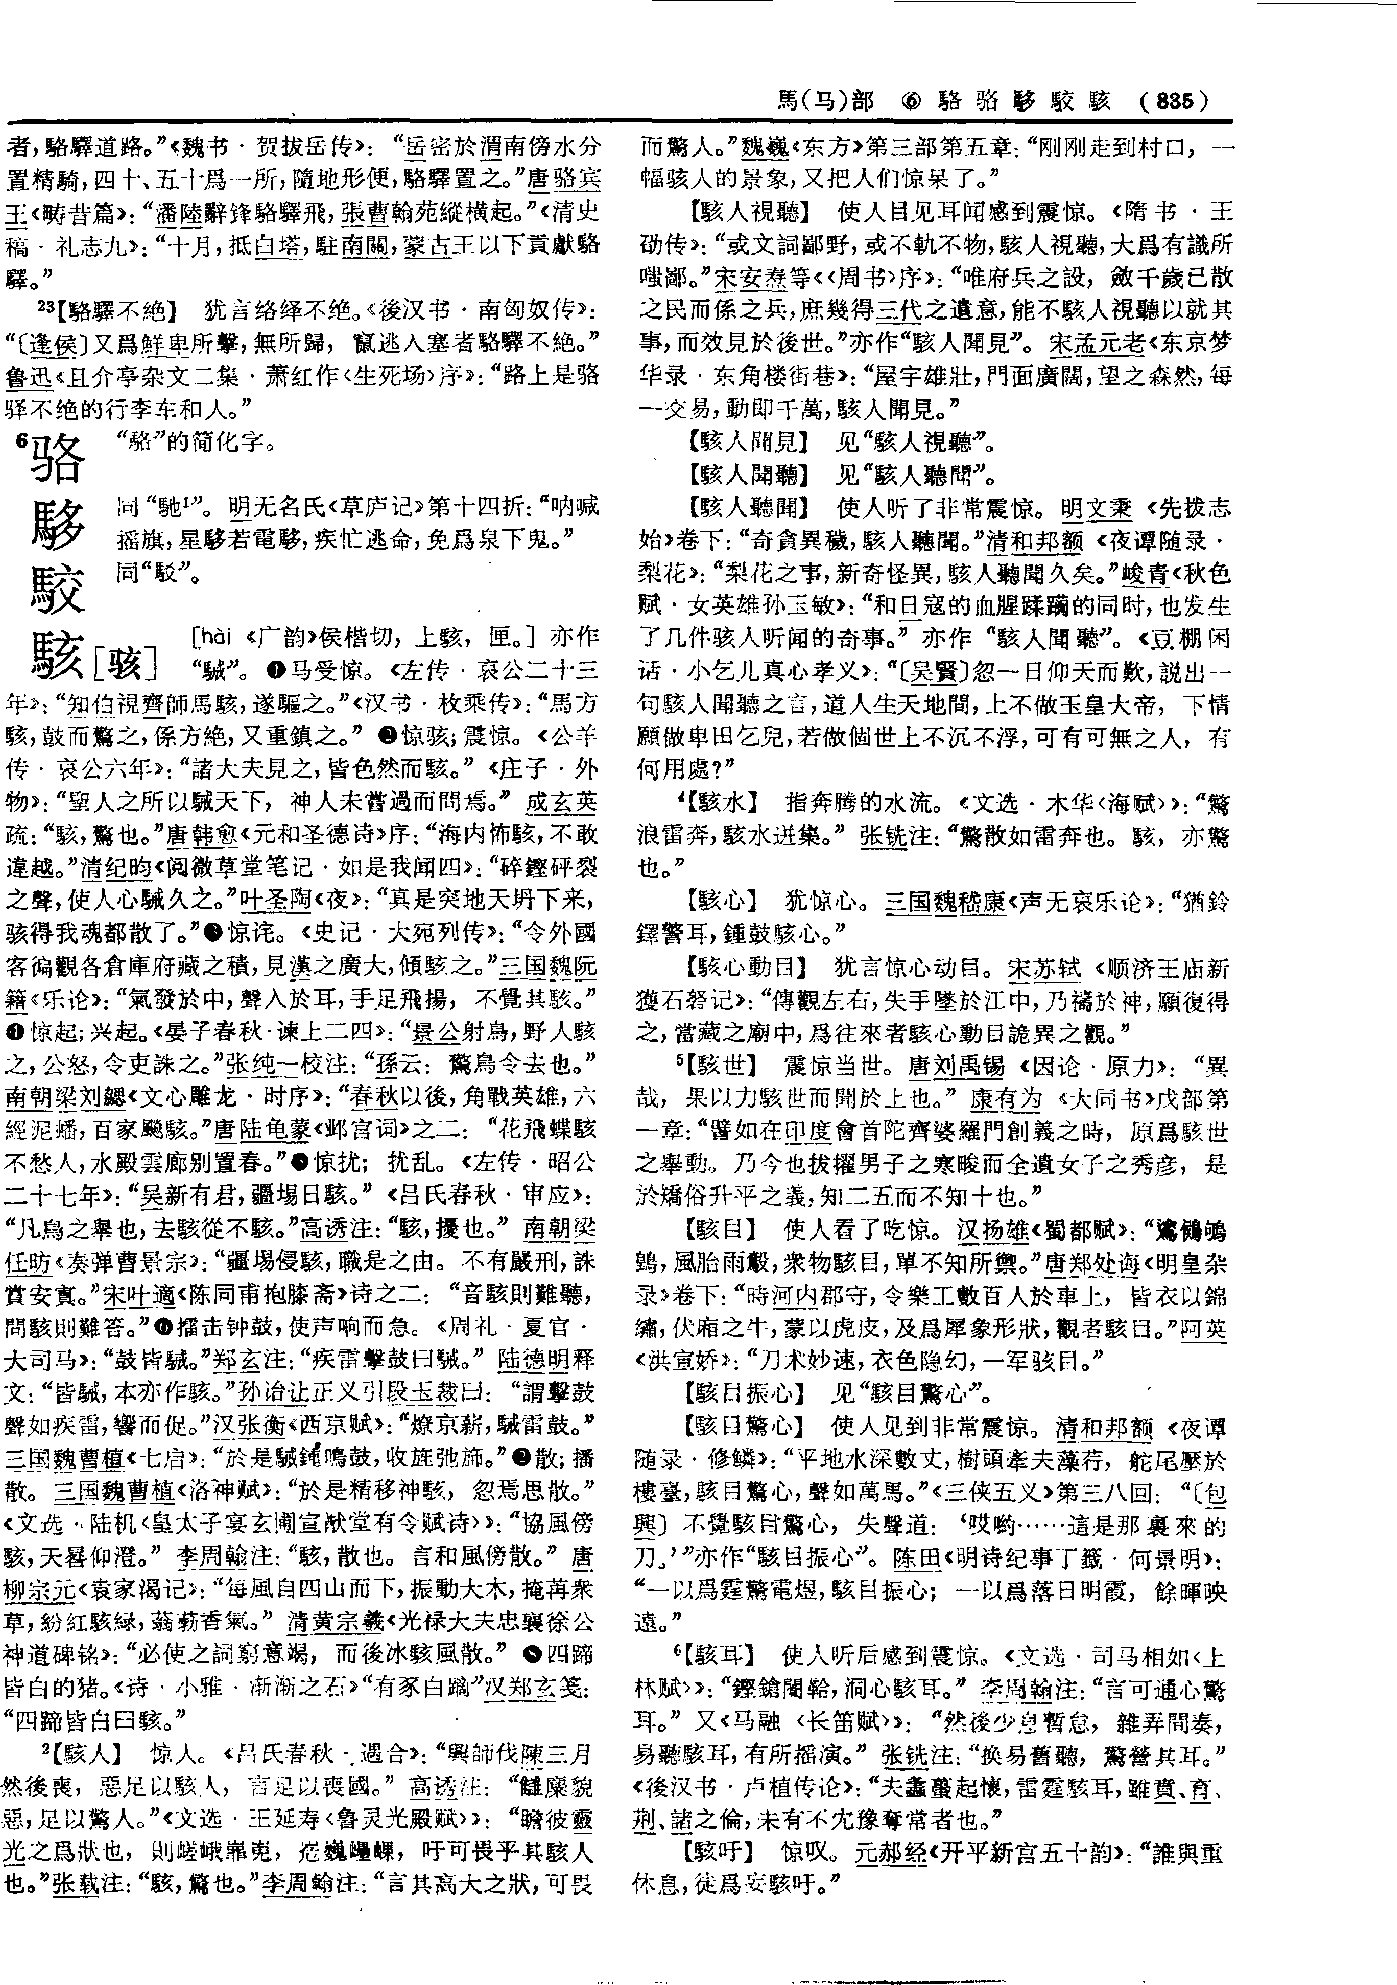 馬(马)部 ⑥ 駱 骆 䮈 駮 駭 (835)
者，駱驛道路。”《魏书·贺拔岳传》：“岳密於渭南傍水分
置精騎，四十、五十爲一所，隨地形便，駱驛置之。”唐骆宾
王《畴昔篇》：“潘陸辭鋒駱驛飛，張曹翰苑縱横起。”《清史
稿·礼志九》：“十月，抵白塔，駐南關，蒙古王以下貢獻駱
驛。”
23【駱驛不絶】 犹言络绎不绝。《後汉书·南匈奴传》：
“〔逢侯〕又爲鮮卑所擊，無所歸，竄逃入塞者駱驛不絶。”
鲁迅《且介亭杂文二集·萧红作〈生死场〉序》：“路上是骆
驿不绝的行李车和人。”
6骆 “駱”的简化字。
同“馳1”。明无名氏《草庐记》第十四折：“呐喊
摇旗，星䮈若電䮈，疾忙逃命，免爲泉下鬼。”
駮 同“駁”。
駭[骇] [hài 《广韵》侯楷切，上駭，匣。] 亦作
“駴”。❶马受惊。《左传·哀公二十三
年》：“知伯視齊師馬駭，遂驅之。”《汉书·枚乘传》：“馬方
駭，鼓而驚之，係方絶，又重鎮之。” ❷惊骇；震惊。《公羊
传·哀公六年》：“諸大夫見之，皆色然而駭。”《庄子·外
物》：“聖人之所以駴天下，神人未嘗過而問焉。” 成玄英
疏：“駭，驚也。”唐韩愈《元和圣德诗》序：“海内怖駭，不敢
違越。”清纪昀《阅微草堂笔记·如是我闻四》：“碎鏗砰裂
之聲，使人心駴久之。”叶圣陶《夜》：“真是突地天坍下来，
骇得我魂都散了。”❸惊诧。《史记·大宛列传》：“令外國
客徧觀各倉庫府藏之積，見漢之廣大，傾駭之。”三国魏阮
籍《乐论》：“氣發於中，聲入於耳，手足飛揚，不覺其駭。”
❹惊起；兴起。《晏子春秋·谏上二四》：“景公射鳥，野人駭
之，公怒，令吏誅之。”张纯一校注：“孫云：驚鳥令去也。”
南朝梁刘勰《文心雕龙·时序》：“春秋以後，角戰英雄，六
經泥蟠，百家飈駭。”唐陆龟蒙《邺宫词》之二：“花飛蝶駭
不愁人，水殿雲廊别置春。”❺惊扰；扰乱。《左传·昭公
二十七年》：“吴新有君，疆埸日駭。”《吕氏春秋·审应》：
“凡鳥之舉也，去駭從不駭。”高诱注：“駭，擾也。” 南朝梁
任昉《奏弹曹景宗》：“疆埸侵駭，職是之由。不有嚴刑，誅
賞安寘。”宋叶適《陈同甫抱膝斋》诗之二：“音駭則難聽，
問駭則難答。”❻擂击钟鼓，使声响而急。《周礼·夏官·
大司马》：“鼓皆駴。”郑玄注：“疾雷擊鼓曰駴。” 陆德明释
文：“皆駴，本亦作駭。”孙诒让正义引段玉裁曰：“謂擊鼓
聲如疾雷，響而促。”汉张衡《西京赋》：“燎京薪，駴雷鼓。”
三国魏曹植《七启》：“於是駴鍾鳴鼓，收旌弛旆。”❼散；播
散。三国魏曹植《洛神赋》：“於是精移神駭，忽焉思散。”
《文选·陆机〈皇太子宴玄圃宣猷堂有令赋诗〉》：“協風傍
駭，天晷仰澄。” 李周翰注：“駭，散也。言和風傍散。” 唐
柳宗元《袁家渴记》：“每風自四山而下，振動大木，掩苒衆
草，紛紅駭緑，蓊葧香氣。” 清黄宗羲《光禄大夫忠襄徐公
神道碑铭》：“必使之詞窮意竭，而後冰駭風散。” ❽四蹄
皆白的猪。《诗·小雅·渐渐之石》“有豕白蹢”汉郑玄笺：
“四蹄皆白曰駭。”
2【駭人】 惊人。《吕氏春秋·遇合》：“興師伐陳三月
然後喪，惡足以駭人，言足以喪國。” 高诱注：“讎麋貌
惡，足以驚人。”《文选·王延寿〈鲁灵光殿赋〉》：“瞻彼靈
光之爲狀也，則嵯峨嶵嵬，峞巍㠥㟺，吁可畏乎其駭人
也。”张载注：“駭，驚也。”李周翰注：“言其高大之狀，可畏
而驚人。”魏巍《东方》第三部第五章：“刚刚走到村口，一
幅骇人的景象，又把人们惊呆了。”
【駭人視聽】 使人目见耳闻感到震惊。《隋书·王
劭传》：“或文詞鄙野，或不軌不物，駭人視聽，大爲有識所
嗤鄙。”宋安焘等《〈周书〉序》：“唯府兵之設，斂千歲已散
之民而係之兵，庶幾得三代之遺意，能不駭人視聽以就其
事，而效見於後世。”亦作“駭人聞見”。宋孟元老《东京梦
华录·东角楼街巷》：“屋宇雄壯，門面廣闊，望之森然，每
一交易，動即千萬，駭人聞見。”
【駭人聞見】 见“駭人視聽”。
【駭人聞聽】 见“駭人聽聞”。
【駭人聽聞】 使人听了非常震惊。明文秉《先拨志
始》卷下：“奇貪異穢，駭人聽聞。”清和邦额《夜谭随录·
梨花》：“梨花之事，新奇怪異，駭人聽聞久矣。”峻青《秋色
赋·女英雄孙玉敏》：“和日寇的血腥蹂躏的同时，也发生
了几件骇人听闻的奇事。” 亦作“駭人聞聽”。《豆棚闲
话·小乞儿真心孝义》：“〔吴賢〕忽一日仰天而歎，説出一
句駭人聞聽之言，道人生天地間，上不做玉皇大帝，下情
願做卑田乞兒，若做個世上不沉不浮，可有可無之人，有
何用處？”
4【駭水】 指奔腾的水流。《文选·木华〈海赋〉》：“驚
浪雷奔，駭水迸集。” 张铣注：“驚散如雷奔也。駭，亦驚
也。”
【駭心】 犹惊心。三国魏嵇康《声无哀乐论》：“猶鈴
鐸警耳，鍾鼓駭心。”
【駭心動目】 犹言惊心动目。宋苏轼《顺济王庙新
獲石砮记》：“傳觀左右，失手墜於江中，乃禱於神，願復得
之，當藏之廟中，爲往來者駭心動目詭異之觀。”
5【駭世】 震惊当世。唐刘禹锡《因论·原力》：“異
哉，果以力駭世而聞於上也。” 康有为《大同书》戊部第
一章：“譬如在印度會首陀齊婆羅門創義之時，原爲駭世
之舉動。乃今也拔擢男子之寒畯而全遺女子之秀彦，是
於矯俗升平之義，知二五而不知十也。”
【駭目】 使人看了吃惊。汉扬雄《蜀都赋》：“鸑鶺鴝
鵅，風胎雨鷇，衆物駭目，單不知所禦。”唐郑处诲《明皇杂
录》卷下：“時河内郡守，令樂工數百人於車上，皆衣以錦
繡，伏廂之牛，蒙以虎皮，及爲犀象形狀，觀者駭目。”阿英
《洪宣娇》：“刀术妙速，衣色隐幻，一军骇目。”
【駭目振心】 见“駭目驚心”。
【駭目驚心】 使人见到非常震惊。清和邦额《夜谭
随录·修鳞》：“平地水深數丈，樹頭牽夫藻荇，舵尾壓於
樓臺，駭目驚心，聲如萬馬。”《三侠五义》第三八回：“〔包
興〕不覺駭目驚心，失聲道：‘哎喲……這是那裏來的
刀。’”亦作“駭目振心”。陈田《明诗纪事丁籤·何景明》：
“一以爲霆驚電煜，駭目振心；一以爲落日明霞，餘暉映
遠。”
6【駭耳】 使人听后感到震惊。《文选·司马相如〈上
林赋〉》：“鏗鎗闛鞈，洞心駭耳。” 李周翰注：“言可通心驚
耳。” 又《马融〈长笛赋〉》：“然後少息暫怠，雜弄間奏，
易聽駭耳，有所摇演。” 张铣注：“换易舊聽，驚營其耳。”
《後汉书·卢植传论》：“夫蠭蠆起懷，雷霆駭耳，雖賁、育、
荆、諸之倫，未有不冘豫奪常者也。”
【駭吁】 惊叹。元郝经《开平新宫五十韵》：“誰與重
休息，徒爲妄駭吁。”